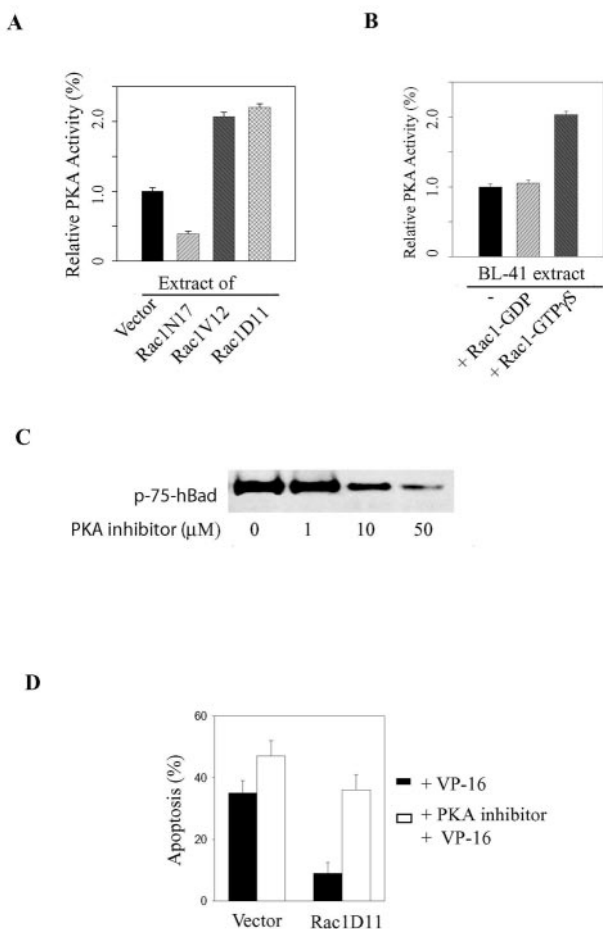 A
Relative PKA Activity (%)
2.0
1.0
0
Extract of
Vector
Rac1N17
Rac1V12
Rac1D11
B
Relative PKA Activity (%)
2.0
1.0
0
BL-41 extract
-
+ Rac1-GDP
+ Rac1-GTPγS
C
p-75-hBad
PKA inhibitor (μM) 0 1 10 50
D
Apoptosis (%)
60
40
20
0
Vector Rac1D11
+ VP-16
+ PKA inhibitor
+ VP-16